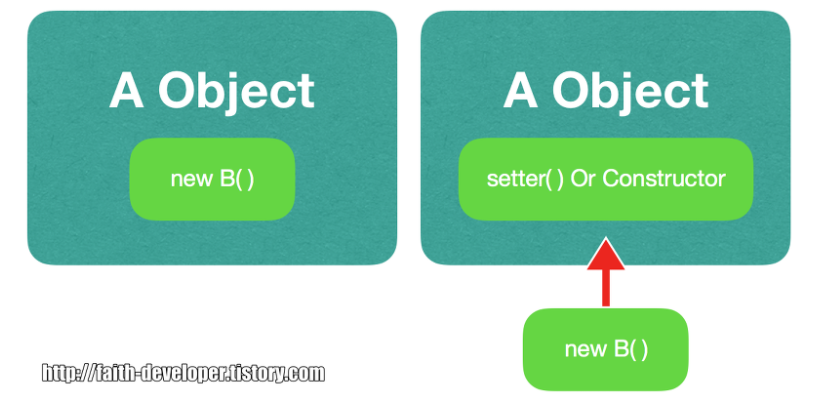 A Object
new B( )
A Object
setter( ) Or Constructor
new B( )
http://faith-developer.tistory.com